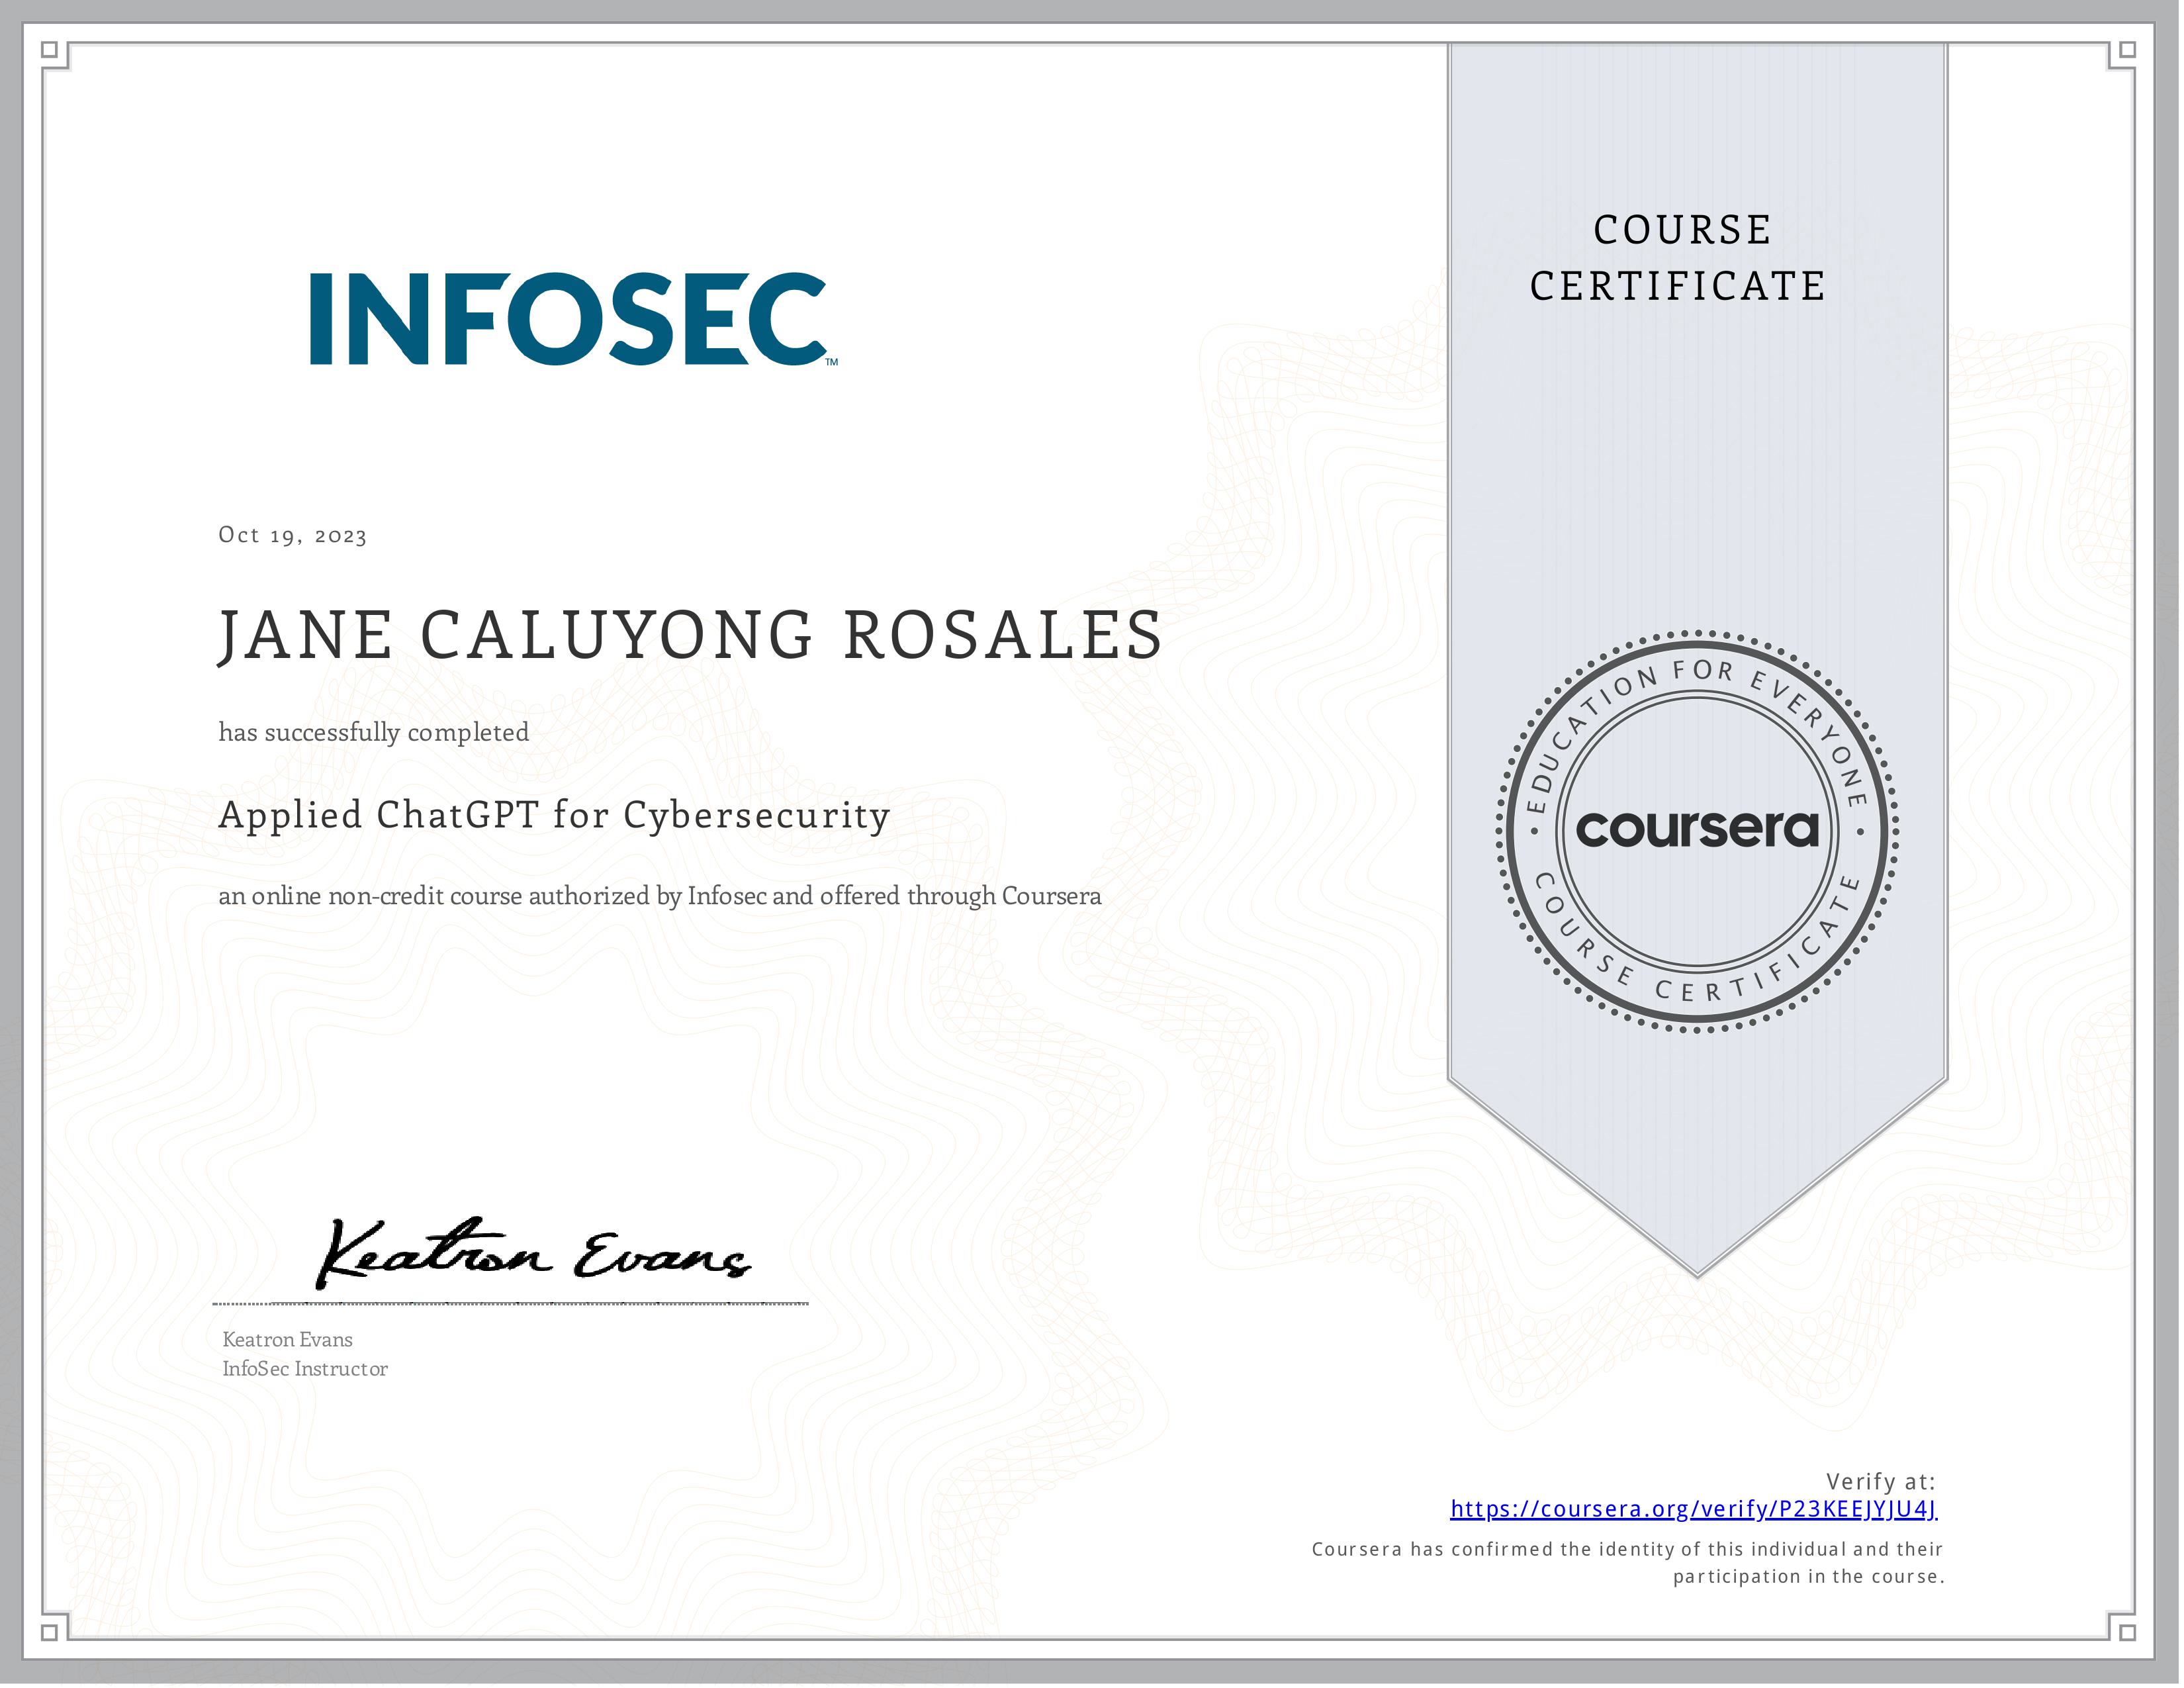 INFOSEC™
COURSE
CERTIFICATE
Oct 19, 2023
JANE CALUYONG ROSALES
has successfully completed
Applied ChatGPT for Cybersecurity
an online non-credit course authorized by Infosec and offered through Coursera
EDUCATION FOR EVERYONE
coursera
COURSE CERTIFICATE
Keatron Evans
Keatron Evans
InfoSec Instructor
Verify at:
https://coursera.org/verify/P23KEEJYJU4J
Coursera has confirmed the identity of this individual and their
participation in the course.